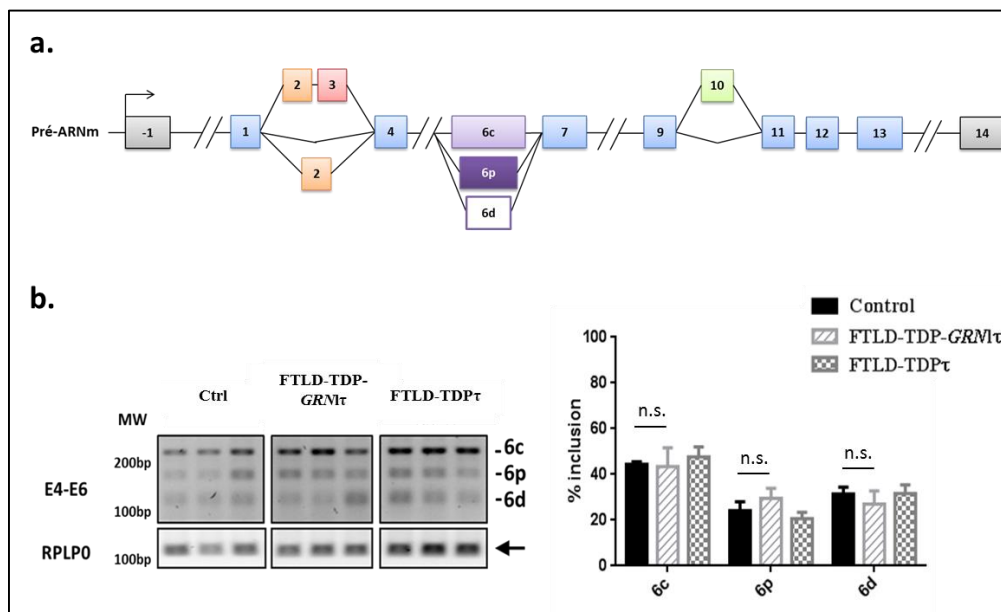 a.
2 3 10
Pré-ARNm -1 1 4 6c 7 9 11 12 13 14
2 6p
6d
b.
Control
FTLD-TDP-GRNlτ
FTLD-TDPτ
100
80
60
40
20
0
% inclusion
n.s. n.s. n.s.
6c 6p 6d
Ctrl FTLD-TDP-
GRNlτ FTLD-TDPτ
MW
200bp
100bp
E4-E6
-6c
-6p
-6d
RPLP0 100bp